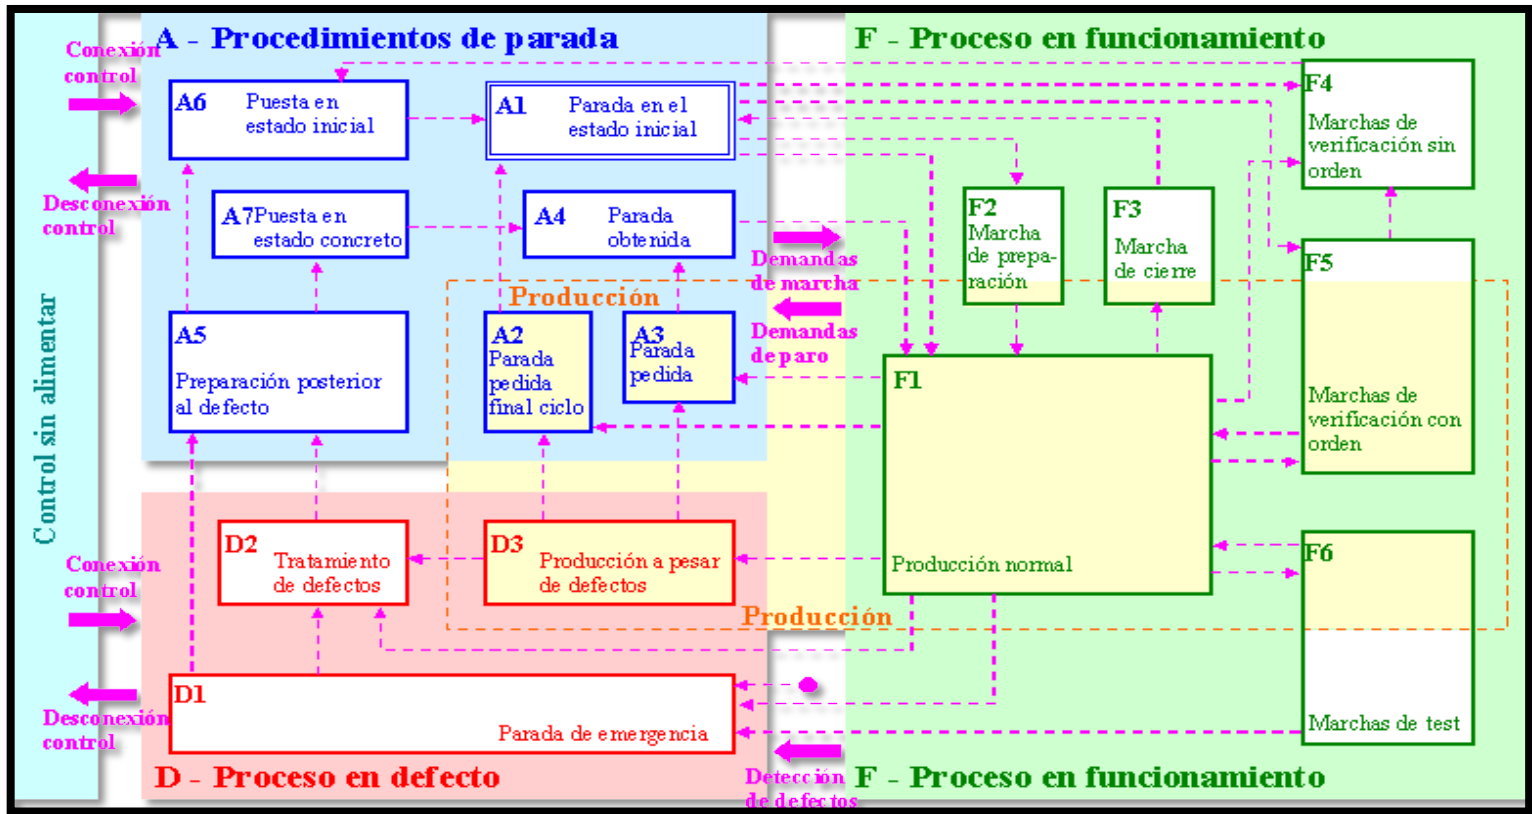 A - Procedimientos de parada
F - Proceso en funcionamiento
Conexión
control
Desconexión
control
Control sin alimentar
Conexión
control
Desconexión
control
A6
Puesta en
estado inicial
A1
Parada en el
estado inicial
A7
Puesta en
estado concreto
A4
Parada
obtenida
Producción
A5
Preparación posterior
al defecto
A2
Parada
pedida
final ciclo
A3
Parada
pedida
Demandas
de marcha
Demandas
de paro
F4
Marchas de
verificación sin
orden
F2
Marcha
de prepa-
ración
F3
Marcha
de cierre
F5
Marchas de
verificación con
orden
F1
Producción normal
F6
Marchas de test
D2
Tratamiento
de defectos
D3
Producción a pesar
de defectos
Producción
D1
Parada de emergencia
D - Proceso en defecto
Detección
de defectos
F - Proceso en funcionamiento